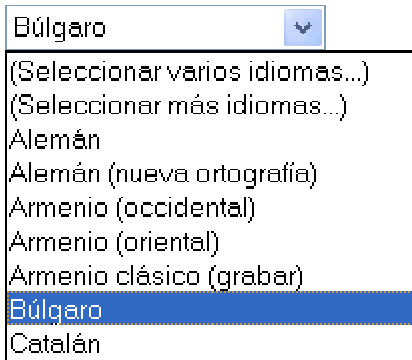 Búlgaro
(Seleccionar varios idiomas...)
(Seleccionar más idiomas...)
Alemán
Alemán (nueva ortografía)
Armenio (occidental)
Armenio (oriental)
Armenio clásico (grabar)
Búlgaro
Catalán